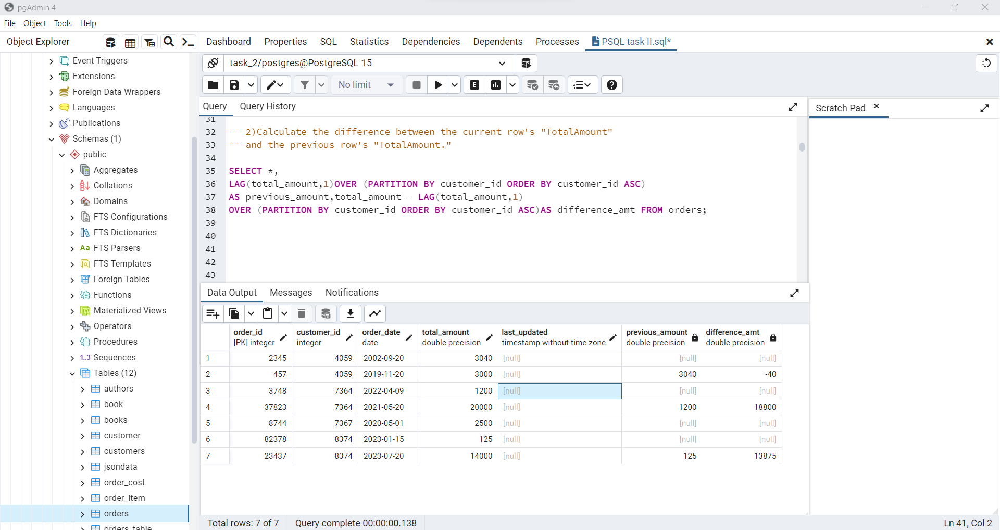 pgAdmin 4
File Object Tools Help
Object Explorer
Dashboard Properties SQL Statistics Dependencies Dependents Processes PSQL task II.sql*
Event Triggers
Extensions
Foreign Data Wrappers
Languages
Publications
Schemas (1)
public
Aggregates
Collations
Domains
FTS Configurations
FTS Dictionaries
Aa FTS Parsers
FTS Templates
Foreign Tables
Functions
Materialized Views
Operators
Procedures
1..3 Sequences
Tables (12)
authors
book
books
customer
customers
jsondata
order_cost
order_item
orders
orders_table
task_2/postgres@PostgreSQL 15
No limit
Query Query History
Scratch Pad
31
32 -- 2)Calculate the difference between the current row's "TotalAmount"
33 -- and the previous row's "TotalAmount."
34
35 SELECT *,
36 LAG(total_amount,1)OVER (PARTITION BY customer_id ORDER BY customer_id ASC)
37 AS previous_amount,total_amount - LAG(total_amount,1)
38 OVER (PARTITION BY customer_id ORDER BY customer_id ASC)AS difference_amt FROM orders;
39
40
41
42
43
Data Output Messages Notifications
order_id customer_id order_date total_amount last_updated previous_amount difference_amt
[PK] integer integer date double precision timestamp without time zone double precision double precision
1 2345 4059 2002-09-20 3040 [null] [null] [null]
2 457 4059 2019-11-20 3000 [null] 3040 -40
3 3748 7364 2022-04-09 1200 [null] [null] [null]
4 37823 7364 2021-05-20 20000 [null] 1200 18800
5 8744 7367 2020-05-01 2500 [null] [null] [null]
6 82378 8374 2023-01-15 125 [null] [null] [null]
7 23437 8374 2023-07-20 14000 [null] 125 13875
Total rows: 7 of 7 Query complete 00:00:00.138 Ln 41, Col 2